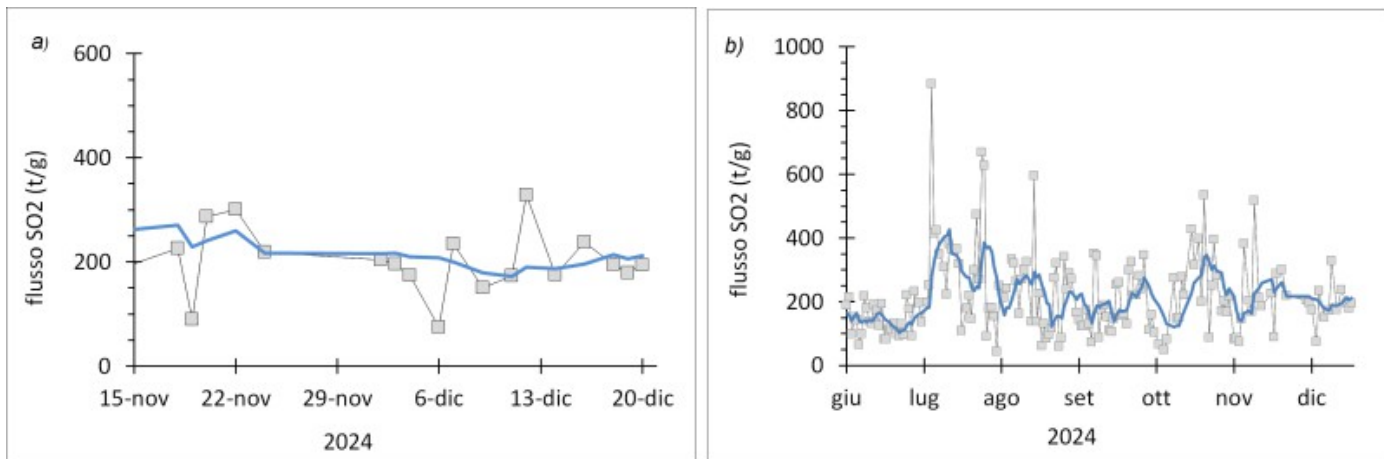 a)
flusso SO2 (t/g)
600
400
200
0
15-nov 22-nov 29-nov 6-dic 13-dic 20-dic
2024
b)
flusso SO2 (t/g)
1000
800
600
400
200
0
giu lug ago set ott nov dic
2024